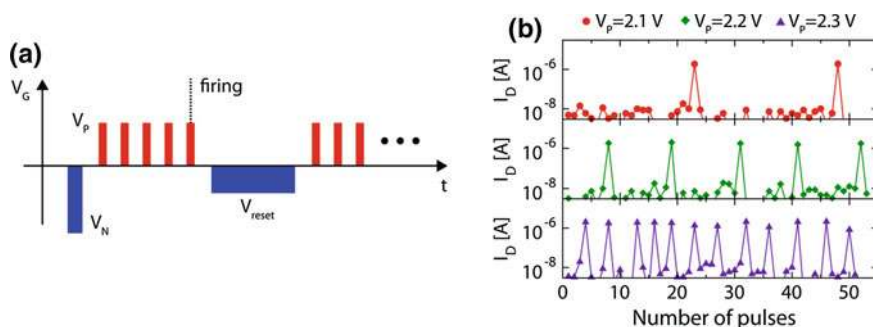 (a)
V_G
V_P
firing
V_N
V_reset
t
(b)
V_P=2.1 V V_P=2.2 V V_P=2.3 V
I_D [A]
10^-6
10^-8
I_D [A]
10^-6
10^-8
I_D [A]
10^-6
10^-8
0 10 20 30 40 50
Number of pulses